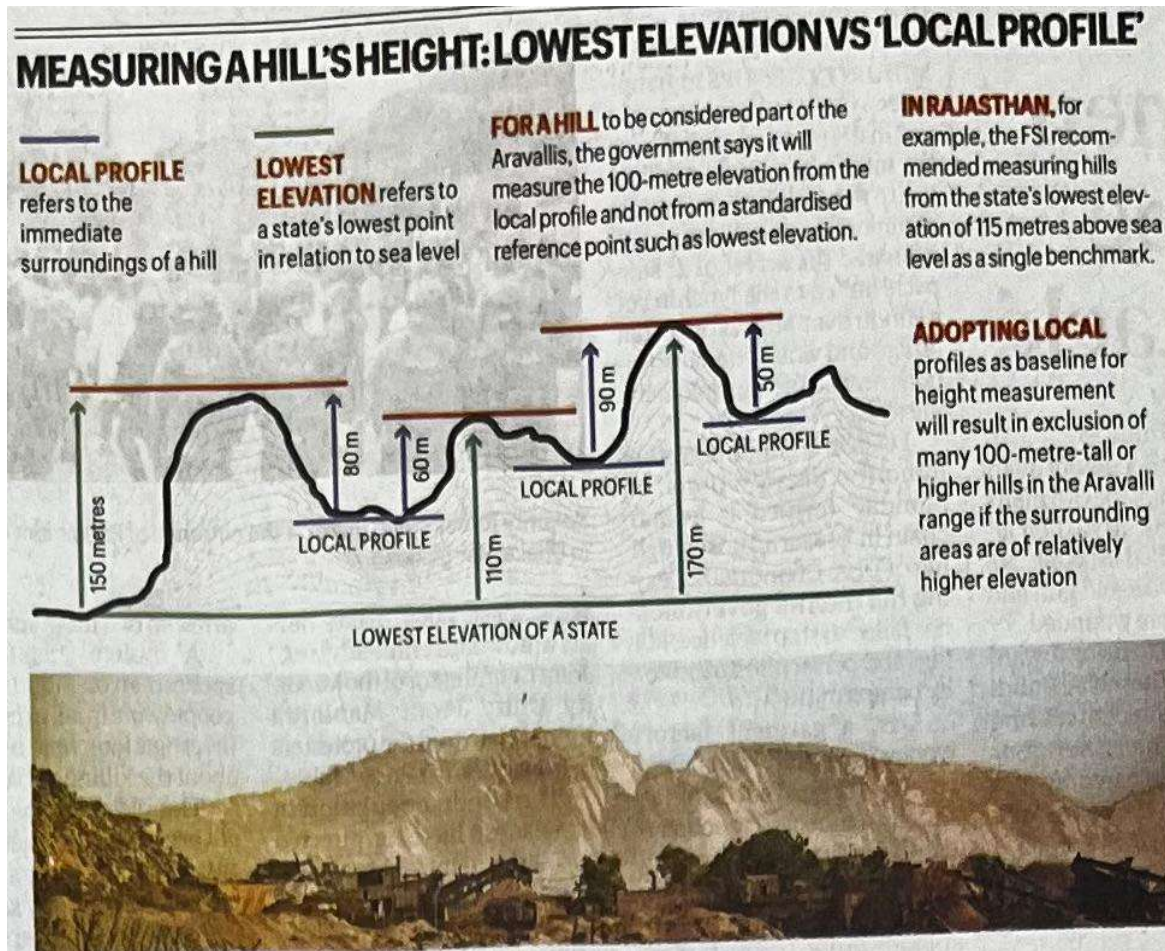 MEASURING A HILL'S HEIGHT: LOWEST ELEVATION VS 'LOCAL PROFILE'
LOCAL PROFILE
refers to the
immediate
surroundings of a hill
LOWEST
ELEVATION refers to
a state's lowest point
in relation to sea level
FOR A HILL to be considered part of the
Aravallis, the government says it will
measure the 100-metre elevation from the
local profile and not from a standardised
reference point such as lowest elevation.
IN RAJASTHAN, for
example, the FSI recom-
mended measuring hills
from the state's lowest elev-
ation of 115 metres above sea
level as a single benchmark.
ADOPTING LOCAL
profiles as baseline for
height measurement
will result in exclusion of
many 100-metre-tall or
higher hills in the Aravalli
range if the surrounding
areas are of relatively
higher elevation
150 metres
80 m
60 m
LOCAL PROFILE
110 m
90 m
LOCAL PROFILE
170 m
50 m
LOCAL PROFILE
LOWEST ELEVATION OF A STATE